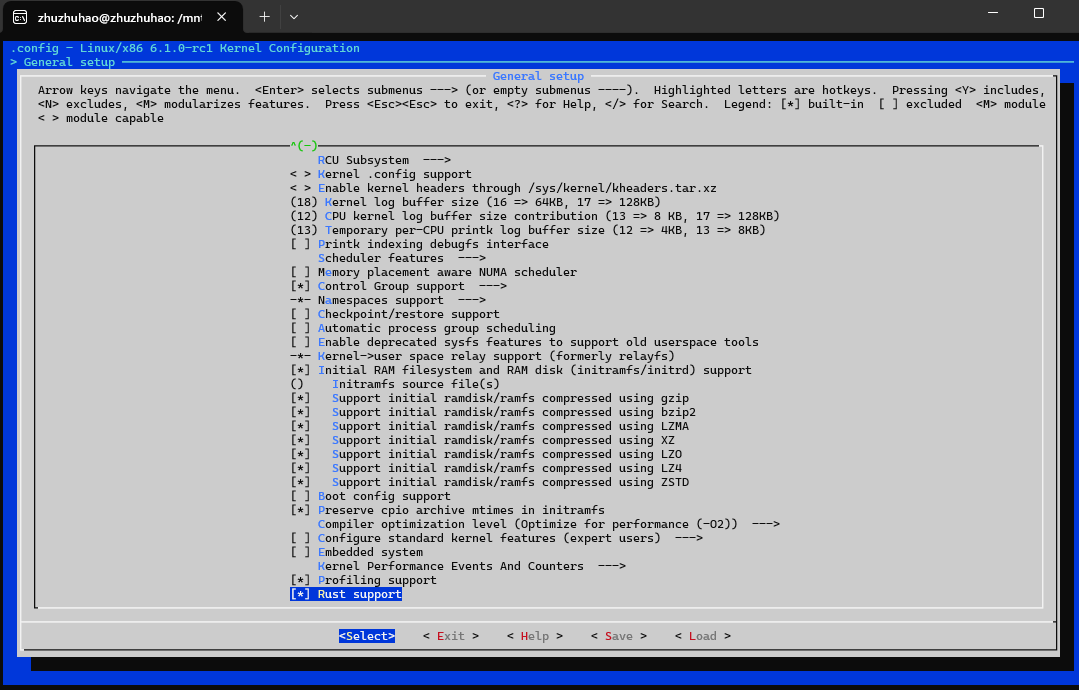 zhuzhuhao@zhuzhuhao: /mnt
.config - Linux/x86 6.1.0-rc1 Kernel Configuration
> General setup
General setup
Arrow keys navigate the menu.  <Enter> selects submenus ---> (or empty submenus ----).  Highlighted letters are hotkeys.  Pressing <Y> includes,
<N> excludes, <M> modularizes features.  Press <Esc><Esc> to exit, <?> for Help, </> for Search.  Legend: [*] built-in  [ ] excluded  <M> module
< > module capable
^(-)
RCU Subsystem  --->
< > Kernel .config support
< > Enable kernel headers through /sys/kernel/kheaders.tar.xz
(18) Kernel log buffer size (16 => 64KB, 17 => 128KB)
(12) CPU kernel log buffer size contribution (13 => 8 KB, 17 => 128KB)
(13) Temporary per-CPU printk log buffer size (12 => 4KB, 13 => 8KB)
[ ] Printk indexing debugfs interface
Scheduler features  --->
[ ] Memory placement aware NUMA scheduler
[*] Control Group support  --->
-*- Namespaces support  --->
[ ] Checkpoint/restore support
[ ] Automatic process group scheduling
[ ] Enable deprecated sysfs features to support old userspace tools
-*- Kernel->user space relay support (formerly relayfs)
[*] Initial RAM filesystem and RAM disk (initramfs/initrd) support
()    Initramfs source file(s)
[*]   Support initial ramdisk/ramfs compressed using gzip
[*]   Support initial ramdisk/ramfs compressed using bzip2
[*]   Support initial ramdisk/ramfs compressed using LZMA
[*]   Support initial ramdisk/ramfs compressed using XZ
[*]   Support initial ramdisk/ramfs compressed using LZO
[*]   Support initial ramdisk/ramfs compressed using LZ4
[*]   Support initial ramdisk/ramfs compressed using ZSTD
[ ] Boot config support
[*] Preserve cpio archive mtimes in initramfs
Compiler optimization level (Optimize for performance (-O2))  --->
[ ] Configure standard kernel features (expert users)  --->
[ ] Embedded system
Kernel Performance Events And Counters  --->
[*] Profiling support
[*] Rust support
<Select>    < Exit >    < Help >    < Save >    < Load >